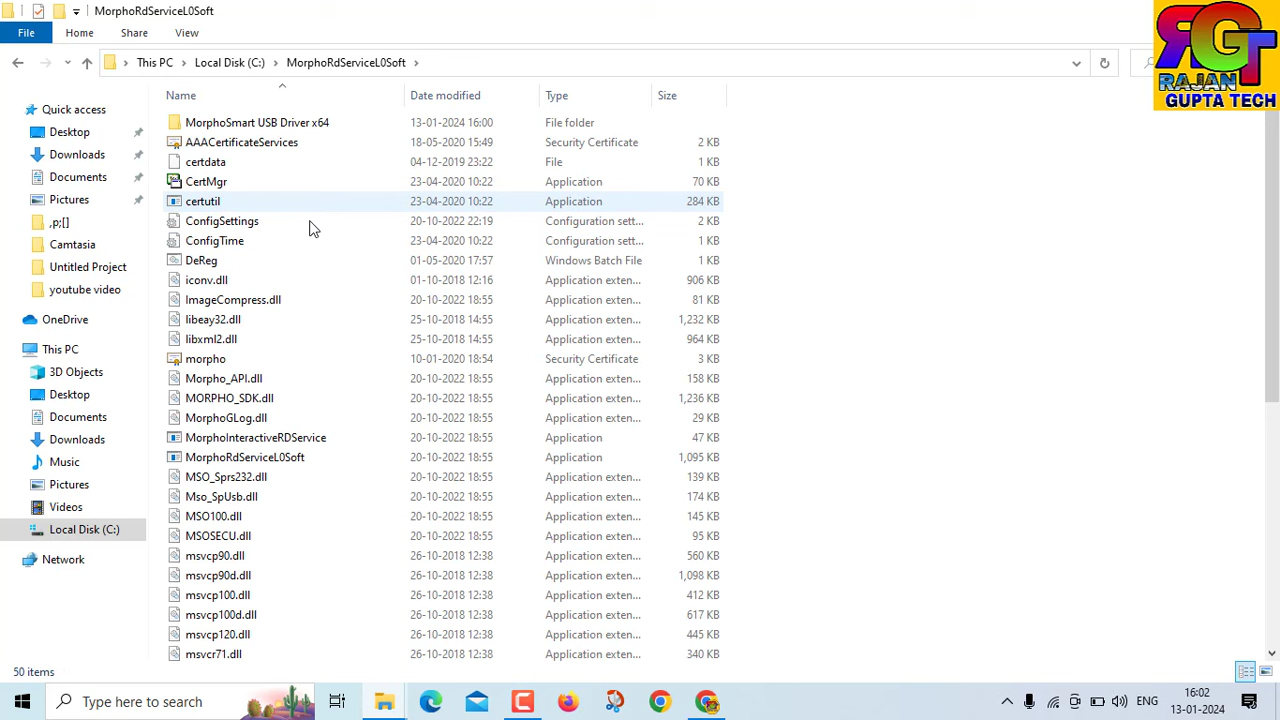 MorphoRdServiceL0Soft
File Home Share View
This PC Local Disk (C:) MorphoRdServiceL0Soft
RGT
RAJAN
GUPTA TECH
Name Date modified Type Size
Quick access
Desktop
Downloads
Documents
Pictures
,p;[]
Camtasia
Untitled Project
youtube video
OneDrive
This PC
3D Objects
Desktop
Documents
Downloads
Music
Pictures
Videos
Local Disk (C:)
Network
MorphoSmart USB Driver x64 13-01-2024 16:00 File folder
AAACertificateServices 18-05-2020 15:49 Security Certificate 2 KB
certdata 04-12-2019 23:22 File 1 KB
CertMgr 23-04-2020 10:22 Application 70 KB
certutil 23-04-2020 10:22 Application 284 KB
ConfigSettings 20-10-2022 22:19 Configuration sett... 2 KB
ConfigTime 23-04-2020 10:22 Configuration sett... 1 KB
DeReg 01-05-2020 17:57 Windows Batch File 1 KB
iconv.dll 01-10-2018 12:16 Application exten... 906 KB
ImageCompress.dll 20-10-2022 18:55 Application exten... 81 KB
libeay32.dll 25-10-2018 14:55 Application exten... 1,232 KB
libxml2.dll 25-10-2018 14:55 Application exten... 964 KB
morpho 10-01-2020 18:54 Security Certificate 3 KB
Morpho_API.dll 20-10-2022 18:55 Application exten... 158 KB
MORPHO_SDK.dll 20-10-2022 18:55 Application exten... 1,236 KB
MorphoGLog.dll 20-10-2022 18:55 Application exten... 29 KB
MorphoInteractiveRDService 20-10-2022 18:55 Application 47 KB
MorphoRdServiceL0Soft 20-10-2022 18:55 Application 1,095 KB
MSO_Sprs232.dll 20-10-2022 18:55 Application exten... 139 KB
Mso_SpUsb.dll 20-10-2022 18:55 Application exten... 174 KB
MSO100.dll 20-10-2022 18:55 Application exten... 145 KB
MSOSECU.dll 20-10-2022 18:55 Application exten... 95 KB
msvcp90.dll 26-10-2018 12:38 Application exten... 560 KB
msvcp90d.dll 26-10-2018 12:38 Application exten... 1,098 KB
msvcp100.dll 26-10-2018 12:38 Application exten... 412 KB
msvcp100d.dll 26-10-2018 12:38 Application exten... 617 KB
msvcp120.dll 26-10-2018 12:38 Application exten... 445 KB
msvcr71.dll 26-10-2018 12:38 Application exten... 340 KB
50 items
Type here to search
ENG
16:02
13-01-2024